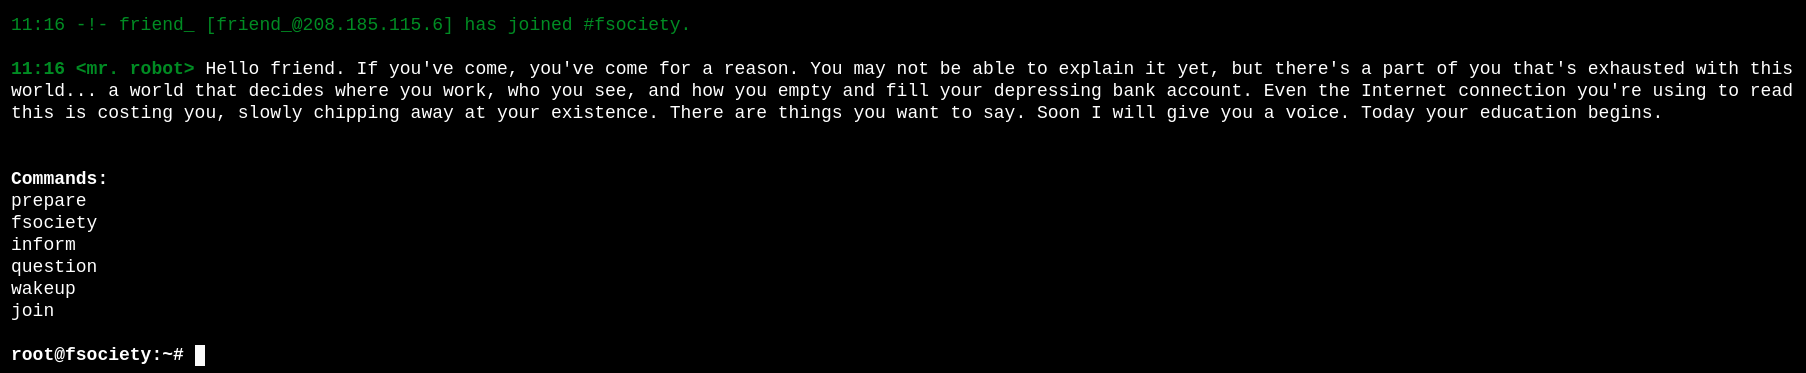 11:16 -!- friend_ [friend_@208.185.115.6] has joined #fsociety.
11:16 <mr. robot> Hello friend. If you've come, you've come for a reason. You may not be able to explain it yet, but there's a part of you that's exhausted with this
world... a world that decides where you work, who you see, and how you empty and fill your depressing bank account. Even the Internet connection you're using to read
this is costing you, slowly chipping away at your existence. There are things you want to say. Soon I will give you a voice. Today your education begins.
Commands:
prepare
fsociety
inform
question
wakeup
join
root@fsociety:~#